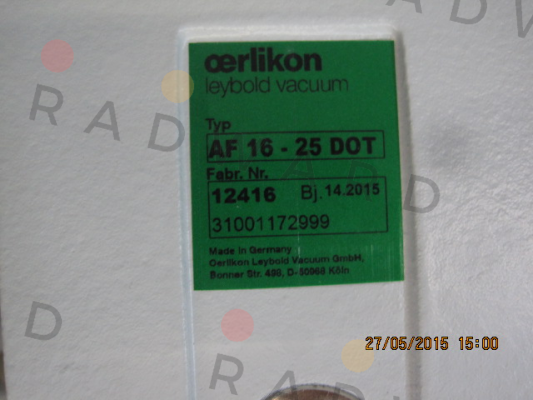 œrlikon
leybold vacuum
Typ
AF 16 - 25 DOT
Fabr. Nr.
12416 Bj. 14.2015
31001172999
Made in Germany
Oerlikon Leybold Vacuum GmbH,
Bonner Str. 498, D-50968 Köln
27/05/2015 15:00